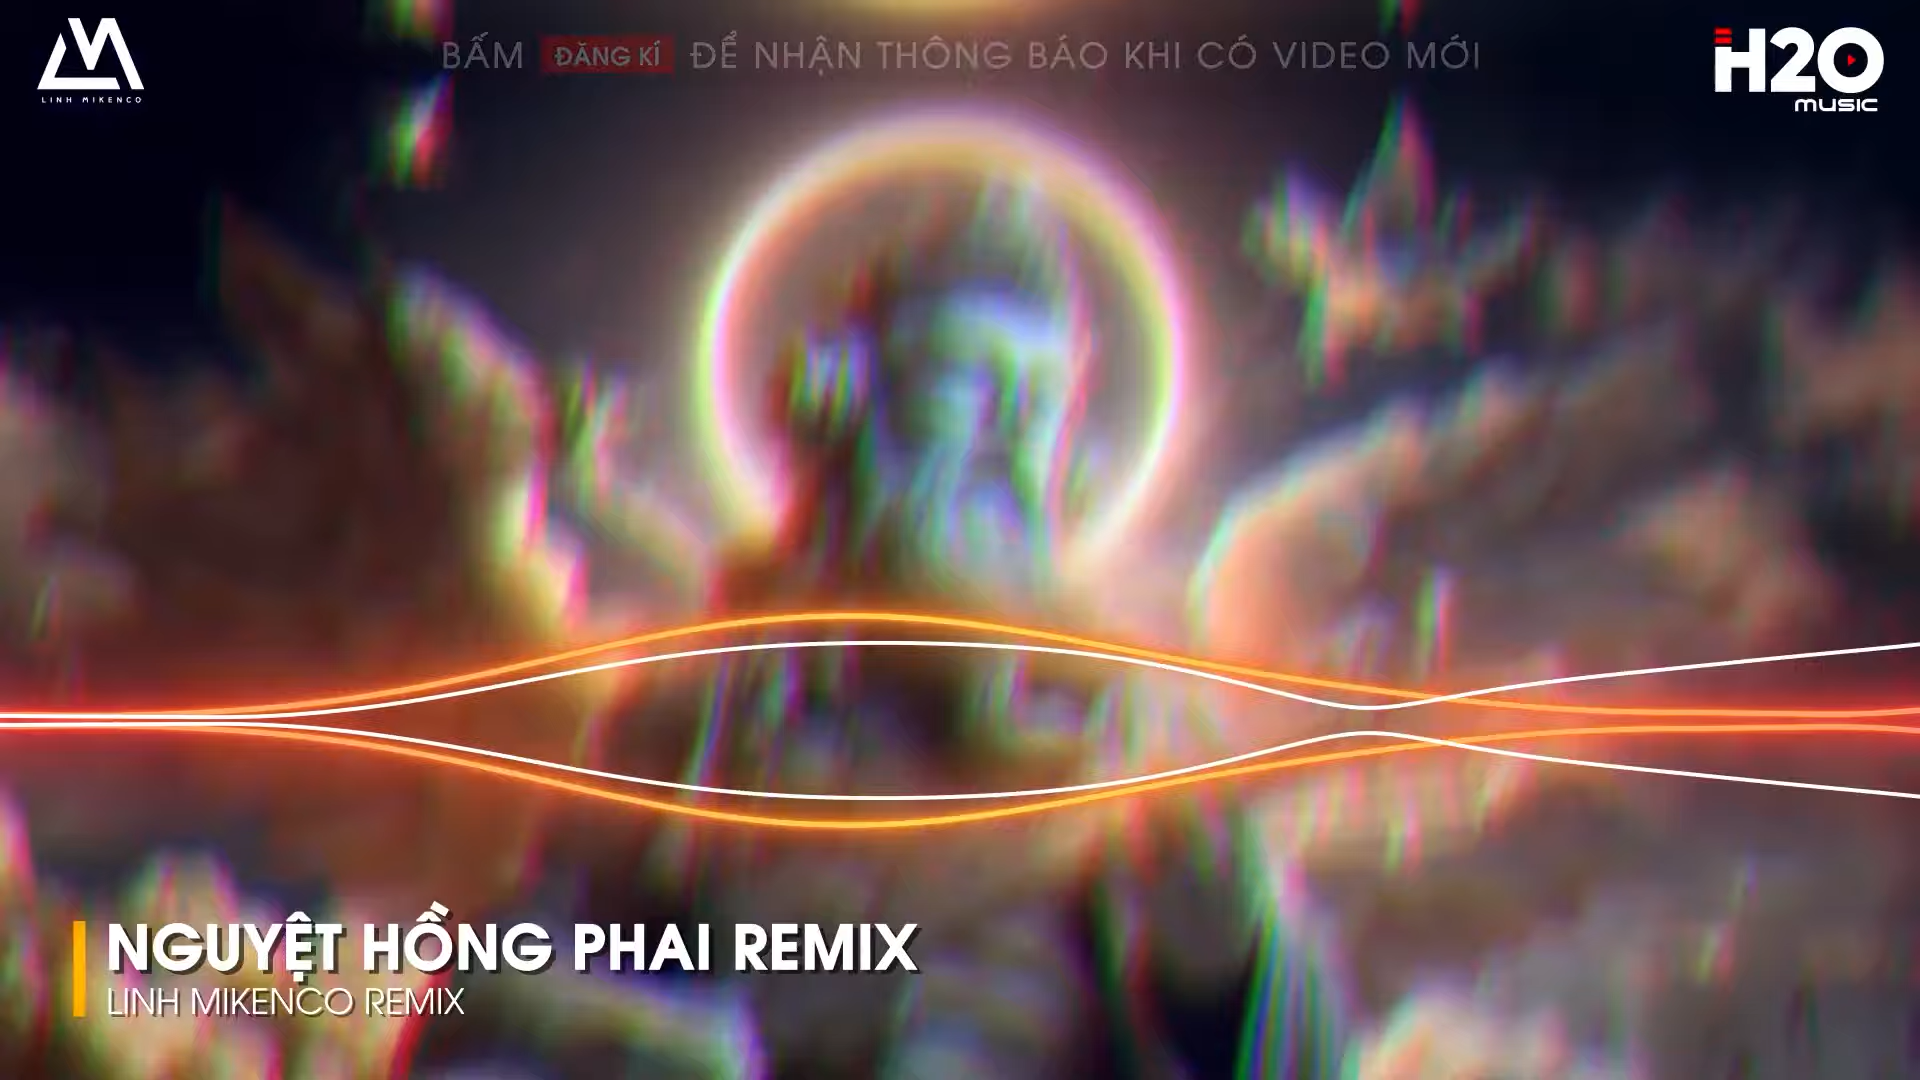 LINH MIKENCO
BẤM ĐĂNG KÍ ĐỂ NHẬN THÔNG BÁO KHI CÓ VIDEO MỚI
H2O
MUSIC
NGUYỆT HỒNG PHAI REMIX
LINH MIKENCO REMIX